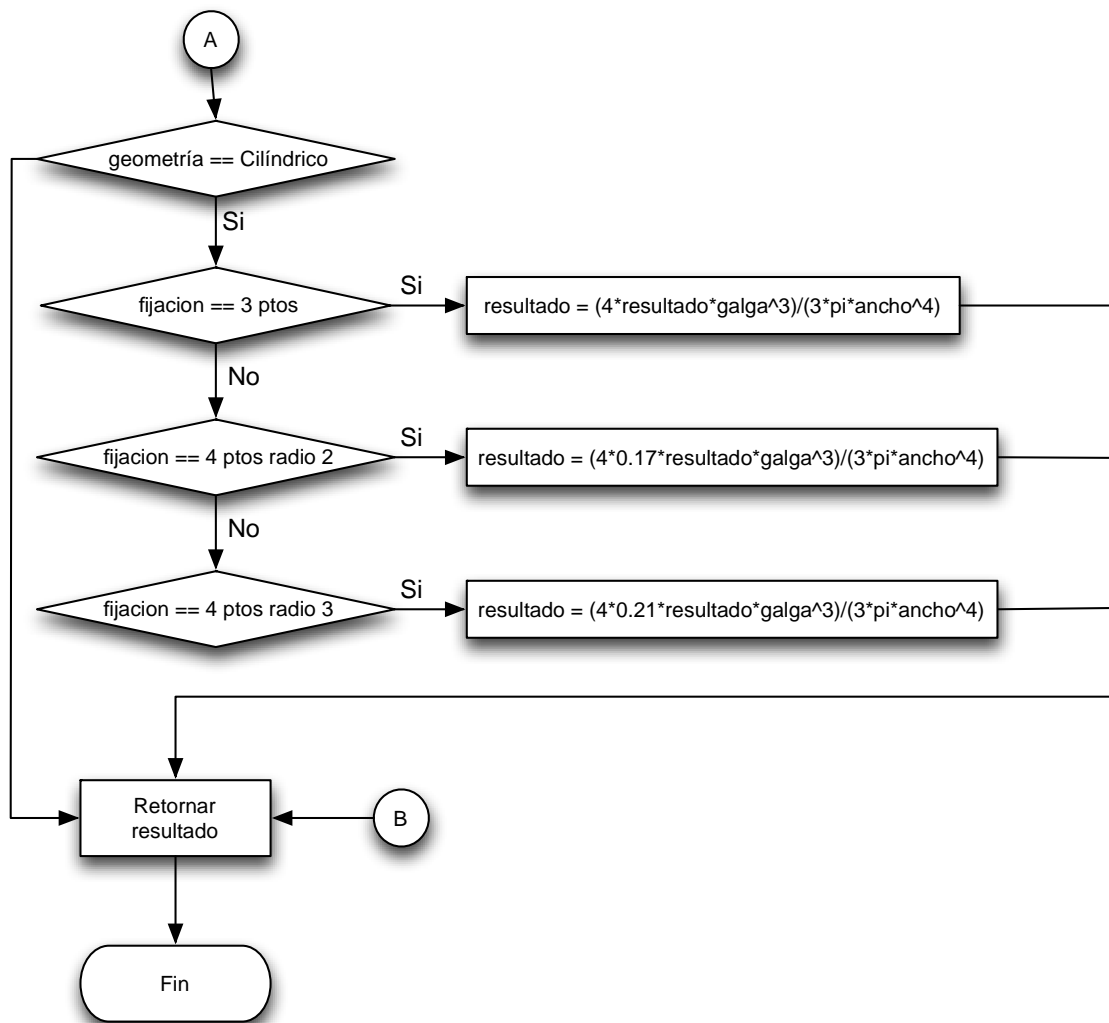 A
geometría == Cilíndrico
Si
fijacion == 3 ptos
Si
resultado = (4*resultado*galga^3)/(3*pi*ancho^4)
No
fijacion == 4 ptos radio 2
Si
resultado = (4*0.17*resultado*galga^3)/(3*pi*ancho^4)
No
fijacion == 4 ptos radio 3
Si
resultado = (4*0.21*resultado*galga^3)/(3*pi*ancho^4)
Retornar
resultado
B
Fin